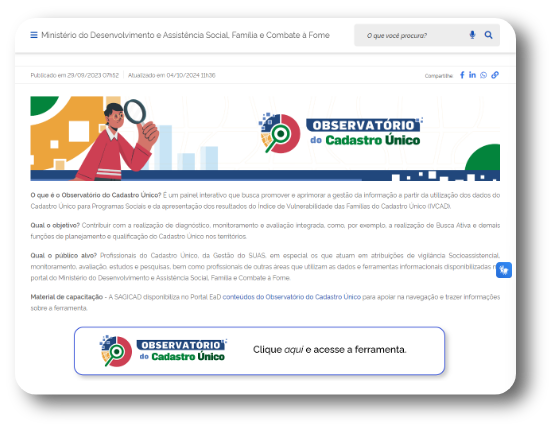 Ministério do Desenvolvimento e Assistência Social, Família e Combate à Fome
O que você procura?
Publicado em 29/09/2023 07h12 Atualizado em 04/10/2024 11h36
Compartilhe:
OBSERVATÓRIO
do Cadastro Único
O que é o Observatório do Cadastro Único? É um painel interativo que busca promover e aprimorar a gestão da informação a partir da utilização dos dados do
Cadastro Único para Programas Sociais e da apresentação dos resultados do Índice de Vulnerabilidade das Famílias do Cadastro Único (IVCAD).
Qual o objetivo? Contribuir com a realização de diagnóstico, monitoramento e avaliação integrada, como, por exemplo, a realização de Busca Ativa e demais
funções de planejamento e qualificação do Cadastro Único nos territórios.
Qual o público alvo? Profissionais do Cadastro Único, da Gestão do SUAS, em especial os que atuam em atribuições de vigilância Socioassistencial,
monitoramento, avaliação, estudos e pesquisas, bem como profissionais de outras áreas que utilizam as dados e ferramentas informacionais disponibilizadas
portal do Ministério do Desenvolvimento e Assistência Social, Família e Combate à Fome.
Material de capacitação - A SAGICAD disponibiliza no Portal EaD conteúdos do Observatório do Cadastro Único para apoiar na navegação e trazer informações
sobre a ferramenta.
OBSERVATÓRIO
do Cadastro Único
Clique aqui e acesse a ferramenta.